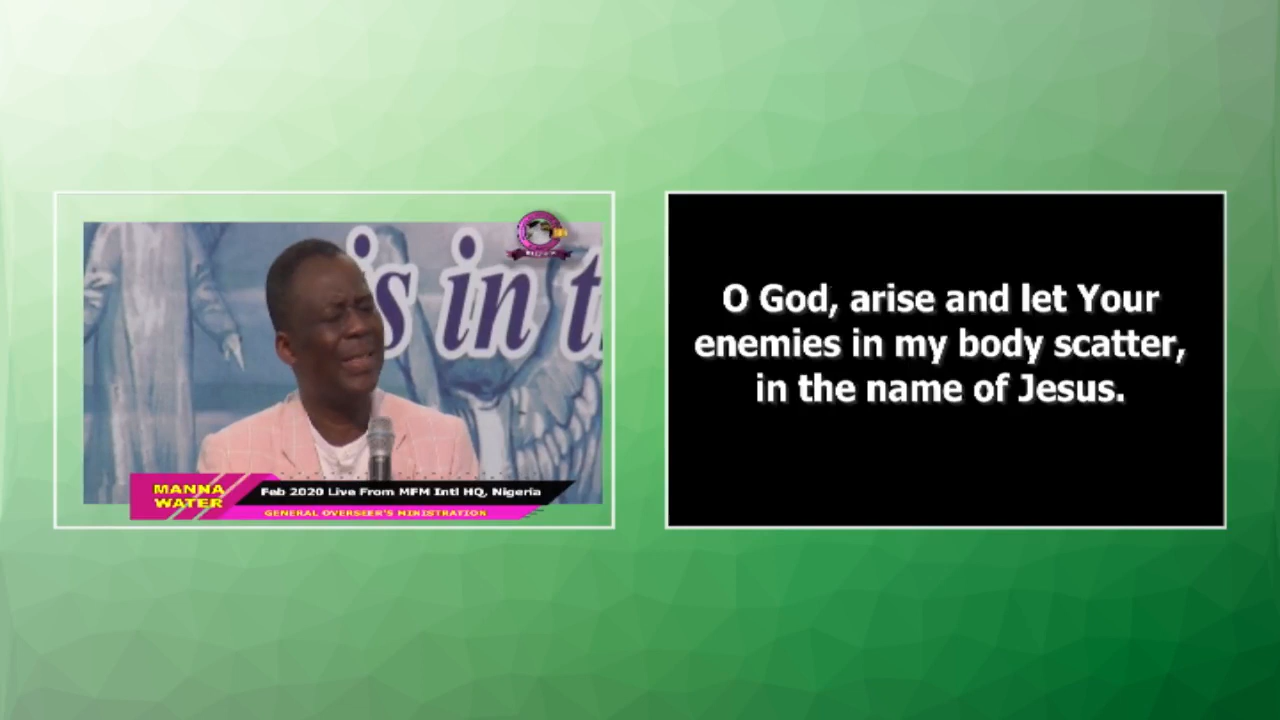 is in t
MANNA
WATER
Feb 2020 Live From MFM Intl HQ, Nigeria
GENERAL OVERSEER'S MINISTRATION
O God, arise and let Your
enemies in my body scatter,
in the name of Jesus.